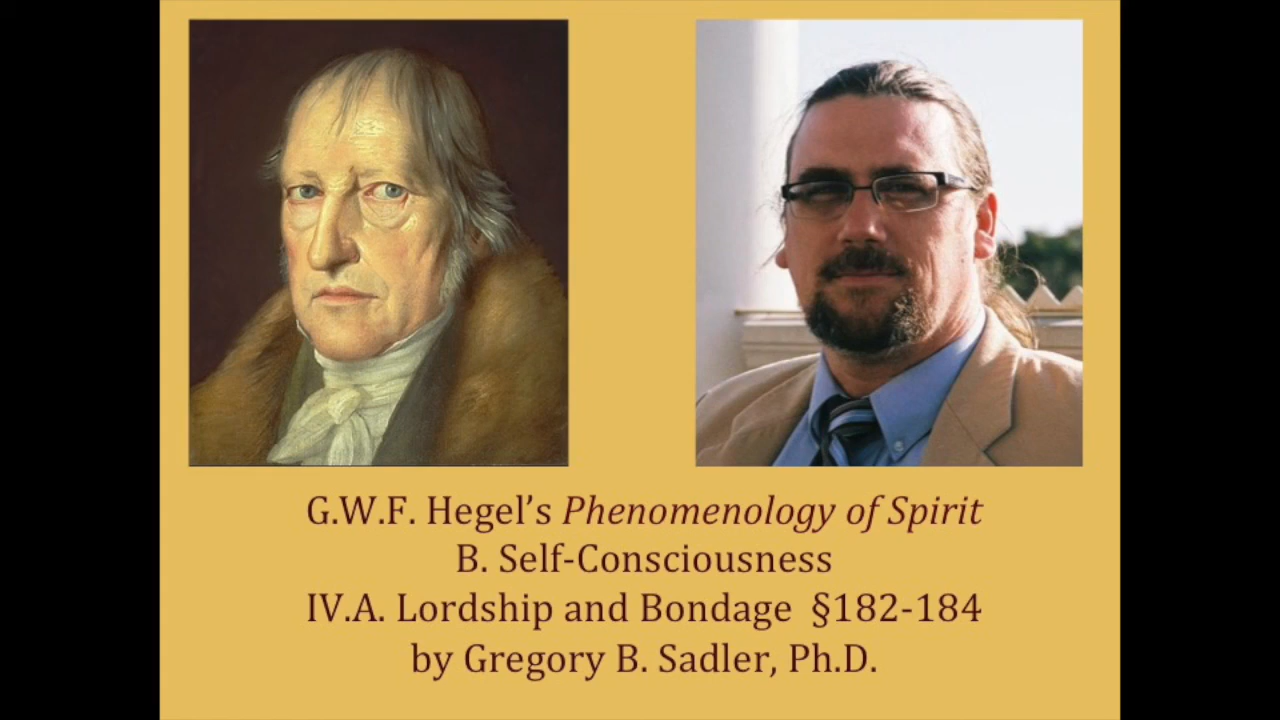 G.W.F. Hegel’s Phenomenology of Spirit
B. Self-Consciousness
IV.A. Lordship and Bondage §182-184
by Gregory B. Sadler, Ph.D.